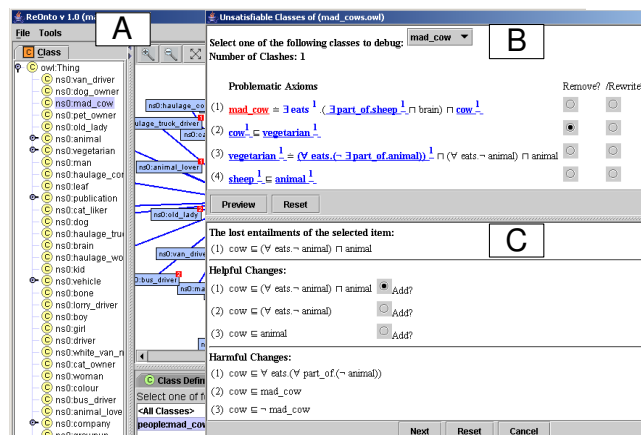 ReOnto v 1.0 (ma
File Tools
A
Class
owl:Thing
ns0:van_driver
ns0:dog_owner
ns0:mad_cow
ns0:pet_owner
ns0:old_lady
ns0:animal
ns0:vegetarian
ns0:man
ns0:haulage_cor
ns0:leaf
ns0:publication
ns0:cat_liker
ns0:dog
ns0:haulage_tru
ns0:brain
ns0:haulage_wo
ns0:kid
ns0:vehicle
ns0:bone
ns0:lorry_driver
ns0:boy
ns0:girl
ns0:driver
ns0:white_van_n
ns0:cat_owner
ns0:woman
ns0:colour
ns0:bus_driver
ns0:animal_love
ns0:company
ns0:grownup
ns0:haulage_co
ulage_truck_driver
ns0:animal_lover
ns0:old_lady
ns0:van_drive
0:bus_driver
ns0:ma
Class Defin
Select one of f
<All Classes>
people:mad_cow
Unsatisfiable Classes of (mad_cows.owl)
Select one of the following classes to debug: mad_cow
B
Number of Clashes: 1
Problematic Axioms Remove? /Rewrite
(1) mad_cow ≐ ∃ eats 1 .( ∃ part_of.sheep 1 ⊓ brain) ⊓ cow 1
(2) cow 1 ⊑ vegetarian 1
(3) vegetarian 1 ≐ (∀ eats.(¬ ∃ part_of.animal)) 1 ⊓ (∀ eats.¬ animal) ⊓ animal
(4) sheep 1 ⊑ animal 1
Preview Reset
The lost entailments of the selected item:
C
(1) cow ⊑ (∀ eats.¬ animal) ⊓ animal
Helpful Changes:
(1) cow ⊑ (∀ eats.¬ animal) ⊓ animal Add?
(2) cow ⊑ (∀ eats.¬ animal) Add?
(3) cow ⊑ animal Add?
Harmful Changes:
(1) cow ⊑ ∀ eats.(∀ part_of.(¬ animal))
(2) cow ⊑ mad_cow
(3) cow ⊑ ¬ mad_cow
Next Reset Cancel